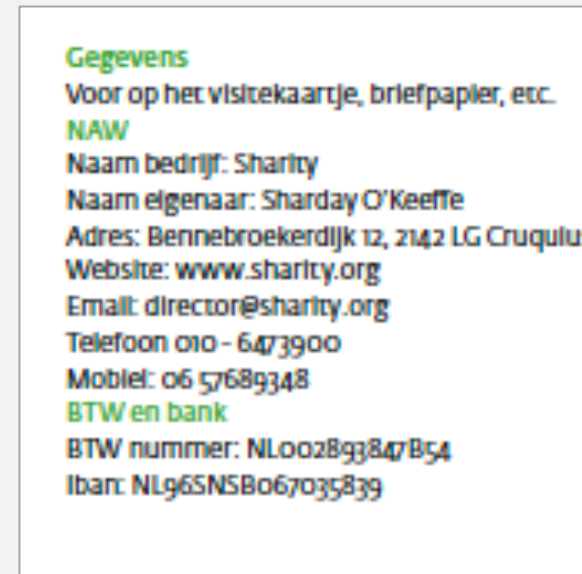 Gegevens
Voor op het visitekaartje, briefpapier, etc.
NAW
Naam bedrijf: Sharity
Naam eigenaar: Sharday O'Keeffe
Adres: Bennebroekerdijk 12, 2142 LG Cruquius
Website: www.sharity.org
Email: director@sharity.org
Telefoon 010 - 6473900
Mobiel: 06 57689348
BTW en bank
BTW nummer: NL002893847B54
Iban: NL96SNSB067035839